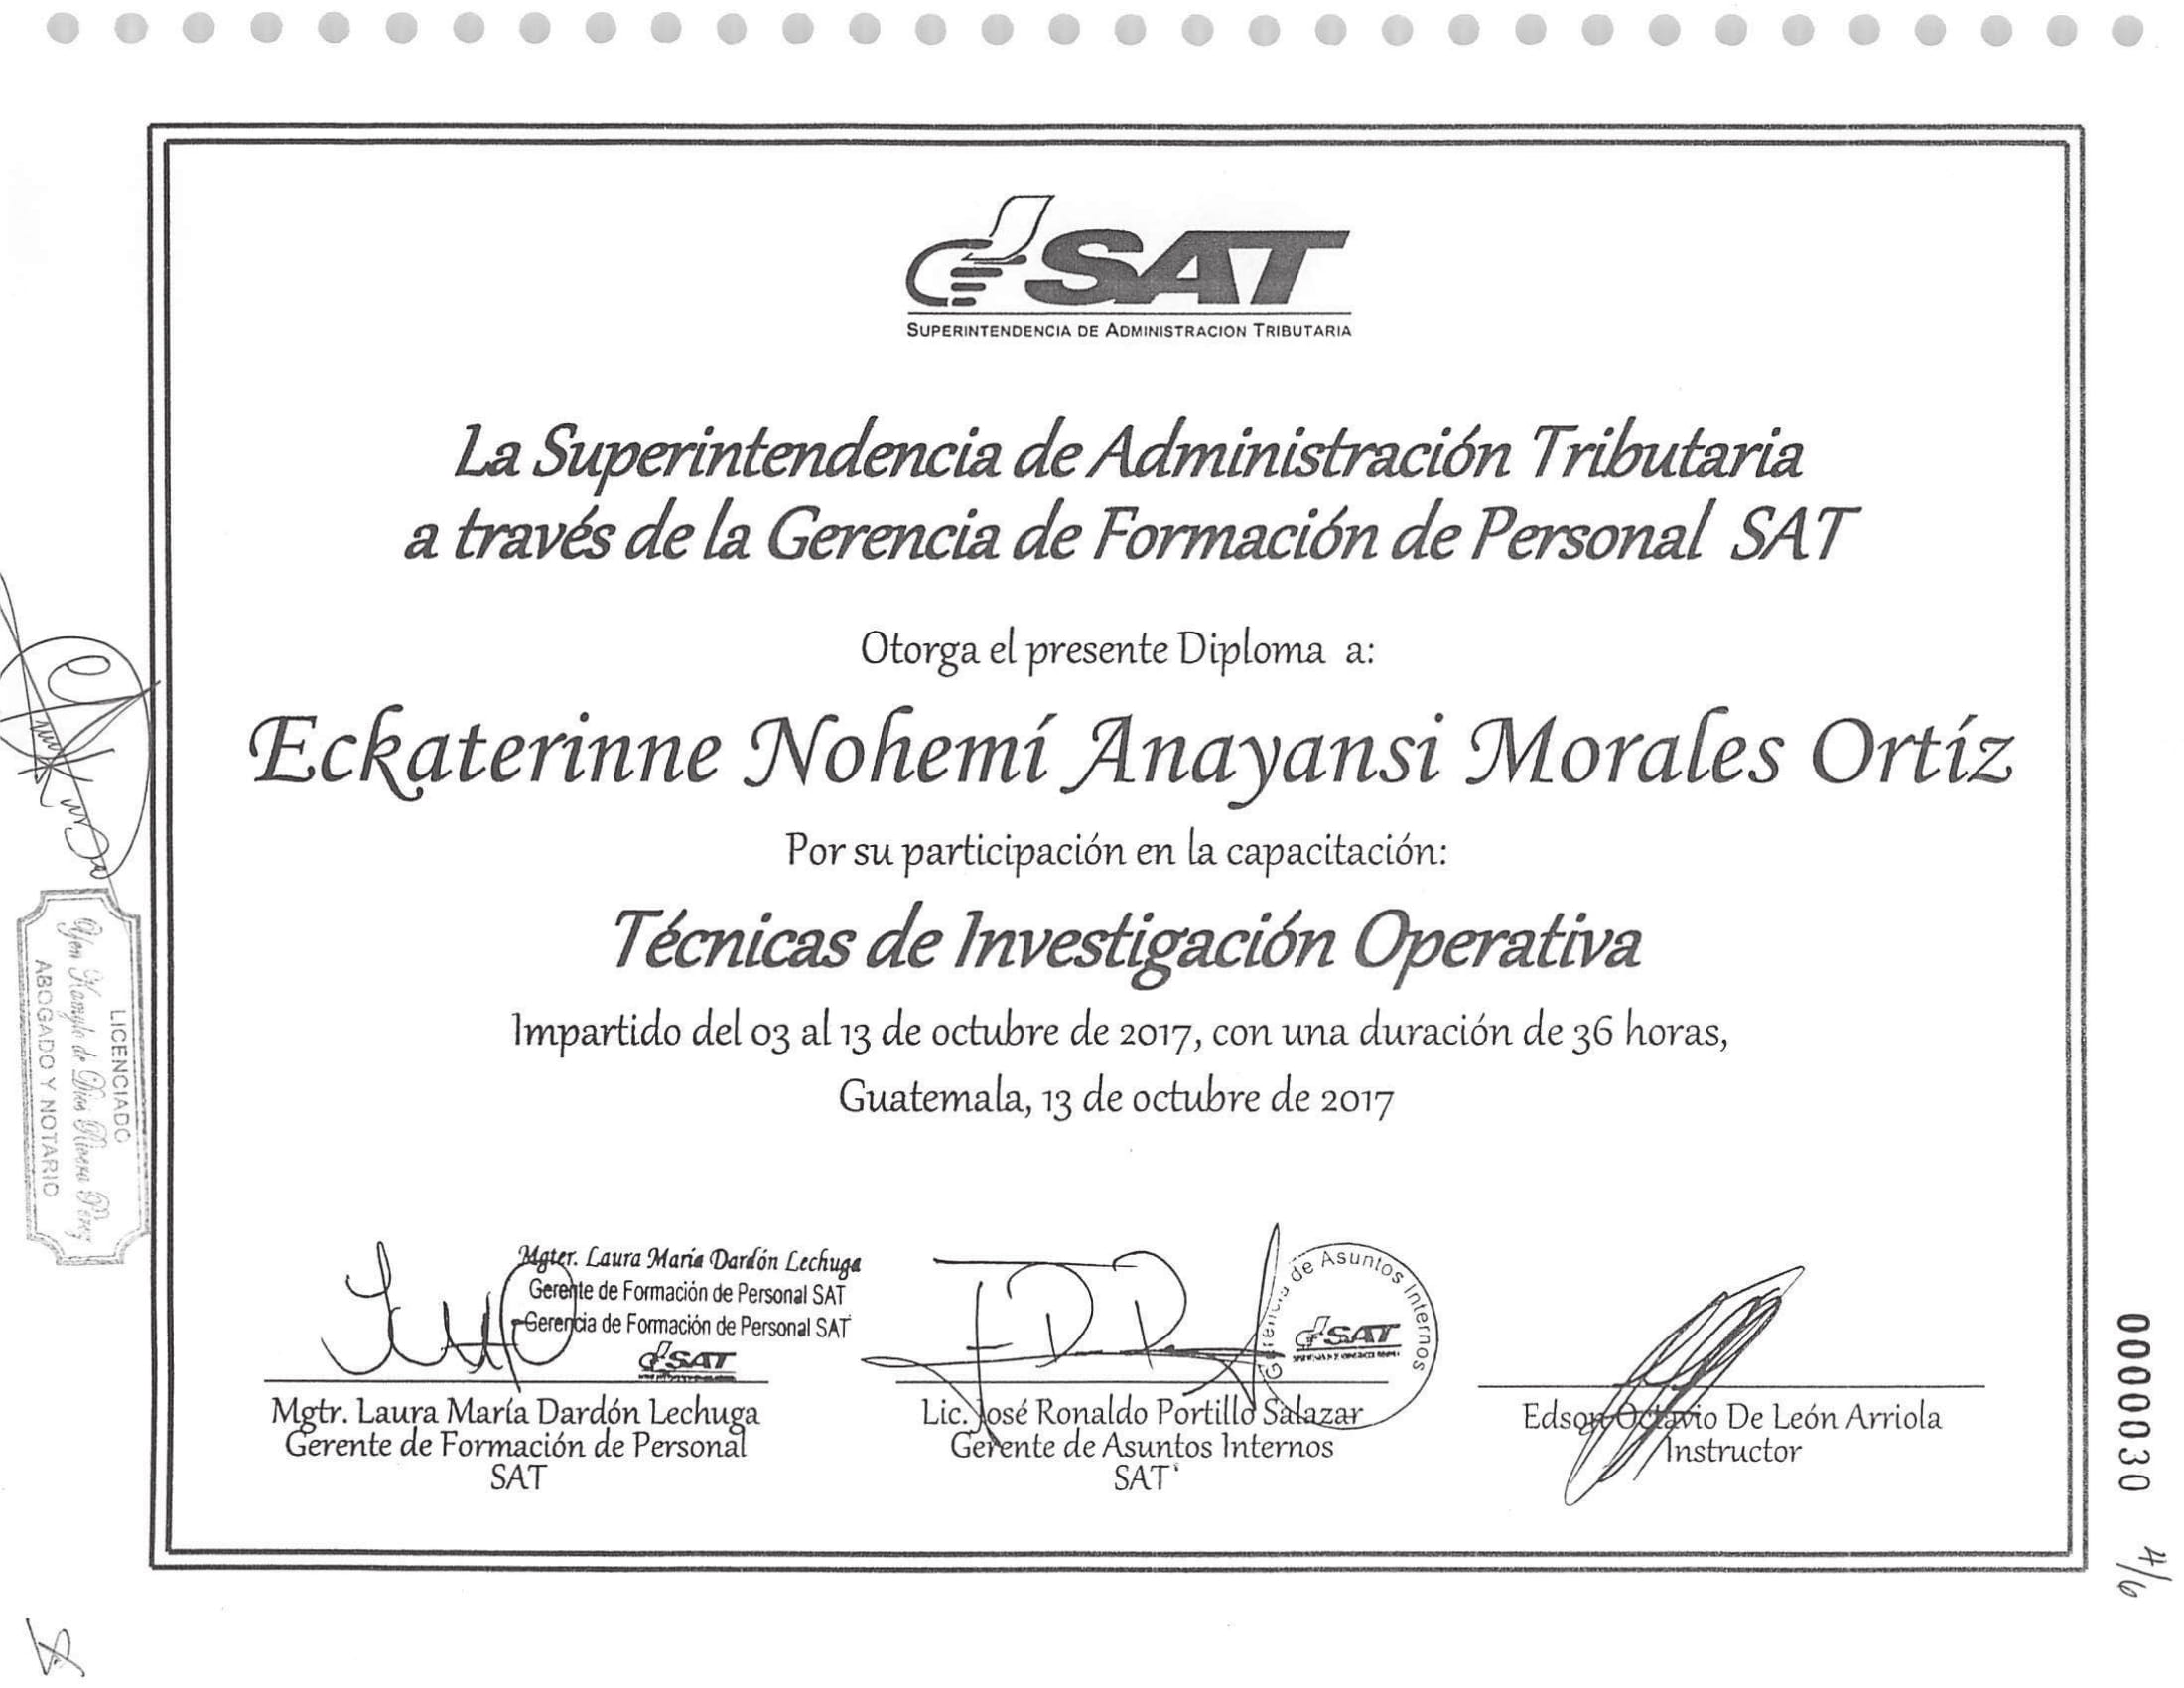 SAT
SUPERINTENDENCIA DE ADMINISTRACION TRIBUTARIA
La Superintendencia de Administración Tributaria
a través de la Gerencia de Formación de Personal SAT
Otorga el presente Diploma a:
Eckaterinne Nohemí Anayansi Morales Ortíz
Por su participación en la capacitación:
Técnicas de Investigación Operativa
Impartido del 03 al 13 de octubre de 2017, con una duración de 36 horas,
Guatemala, 13 de octubre de 2017
Mgter. Laura María Dardón Lechuga
Gerente de Formación de Personal SAT
Gerencia de Formación de Personal SAT
SAT
Mgtr. Laura María Dardón Lechuga
Gerente de Formación de Personal
SAT
Gerencia de Asuntos Internos
SAT
Lic. José Ronaldo Portillo Salazar
Gerente de Asuntos Internos
SAT
Edson Octavio De León Arriola
Instructor
LICENCIADO
de Dios Rivera Pérez
ABOGADO Y NOTARIO
0000030
4/6